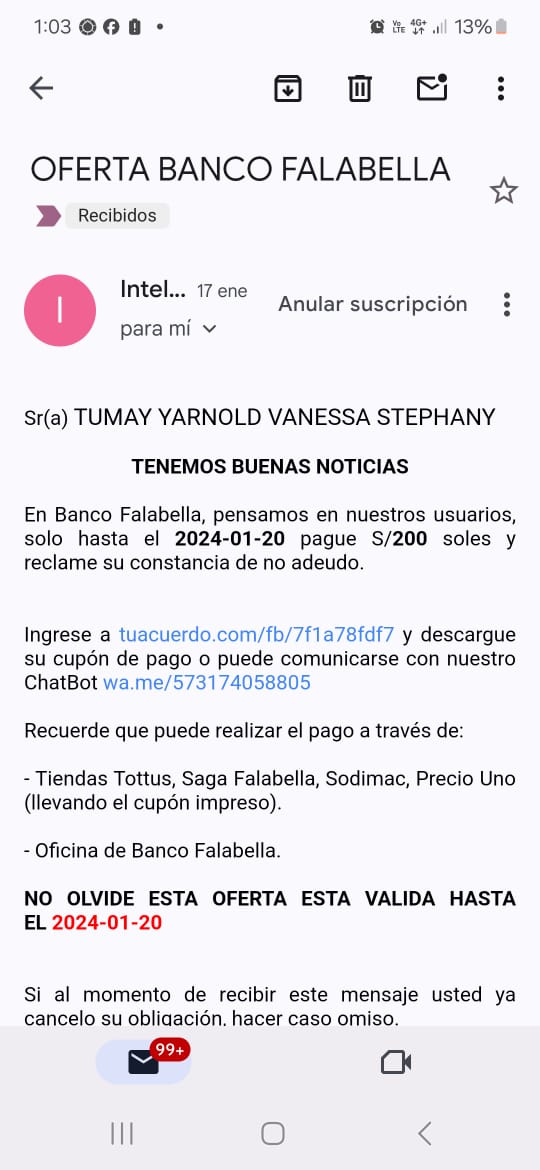 1:03
Vo LTE 4G+ 13%
OFERTA BANCO FALABELLA
Recibidos
I
Intel... 17 ene
Anular suscripción
para mí
Sr(a) TUMAY YARNOLD VANESSA STEPHANY
TENEMOS BUENAS NOTICIAS
En Banco Falabella, pensamos en nuestros usuarios,
solo hasta el 2024-01-20 pague S/200 soles y
reclame su constancia de no adeudo.
Ingrese a tuacuerdo.com/fb/7f1a78fdf7 y descargue
su cupón de pago o puede comunicarse con nuestro
ChatBot wa.me/573174058805
Recuerde que puede realizar el pago a través de:
- Tiendas Tottus, Saga Falabella, Sodimac, Precio Uno
(llevando el cupón impreso).
- Oficina de Banco Falabella.
NO OLVIDE ESTA OFERTA ESTA VALIDA HASTA
EL 2024-01-20
Si al momento de recibir este mensaje usted ya
cancelo su obligación, hacer caso omiso.
99+